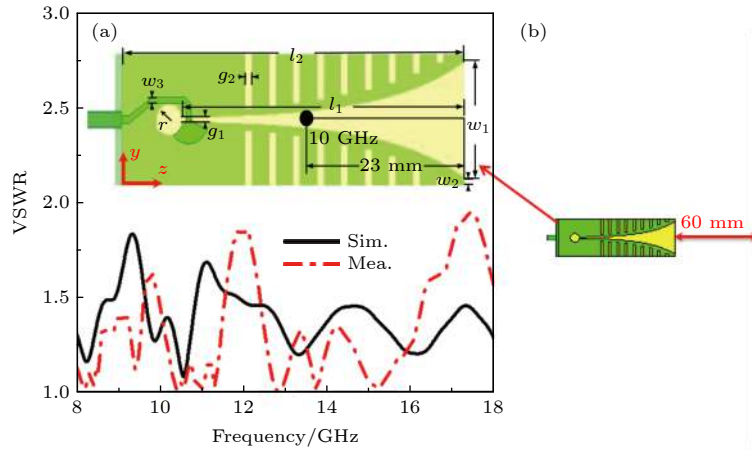 (a)
(b)
3.0
2.5
2.0
1.5
1.0
VSWR
l2
g2
w3
l1
r
g1
w1
10 GHz
23 mm
w2
y
z
60 mm
Sim.
Mea.
8
10
12
14
16
18
Frequency/GHz